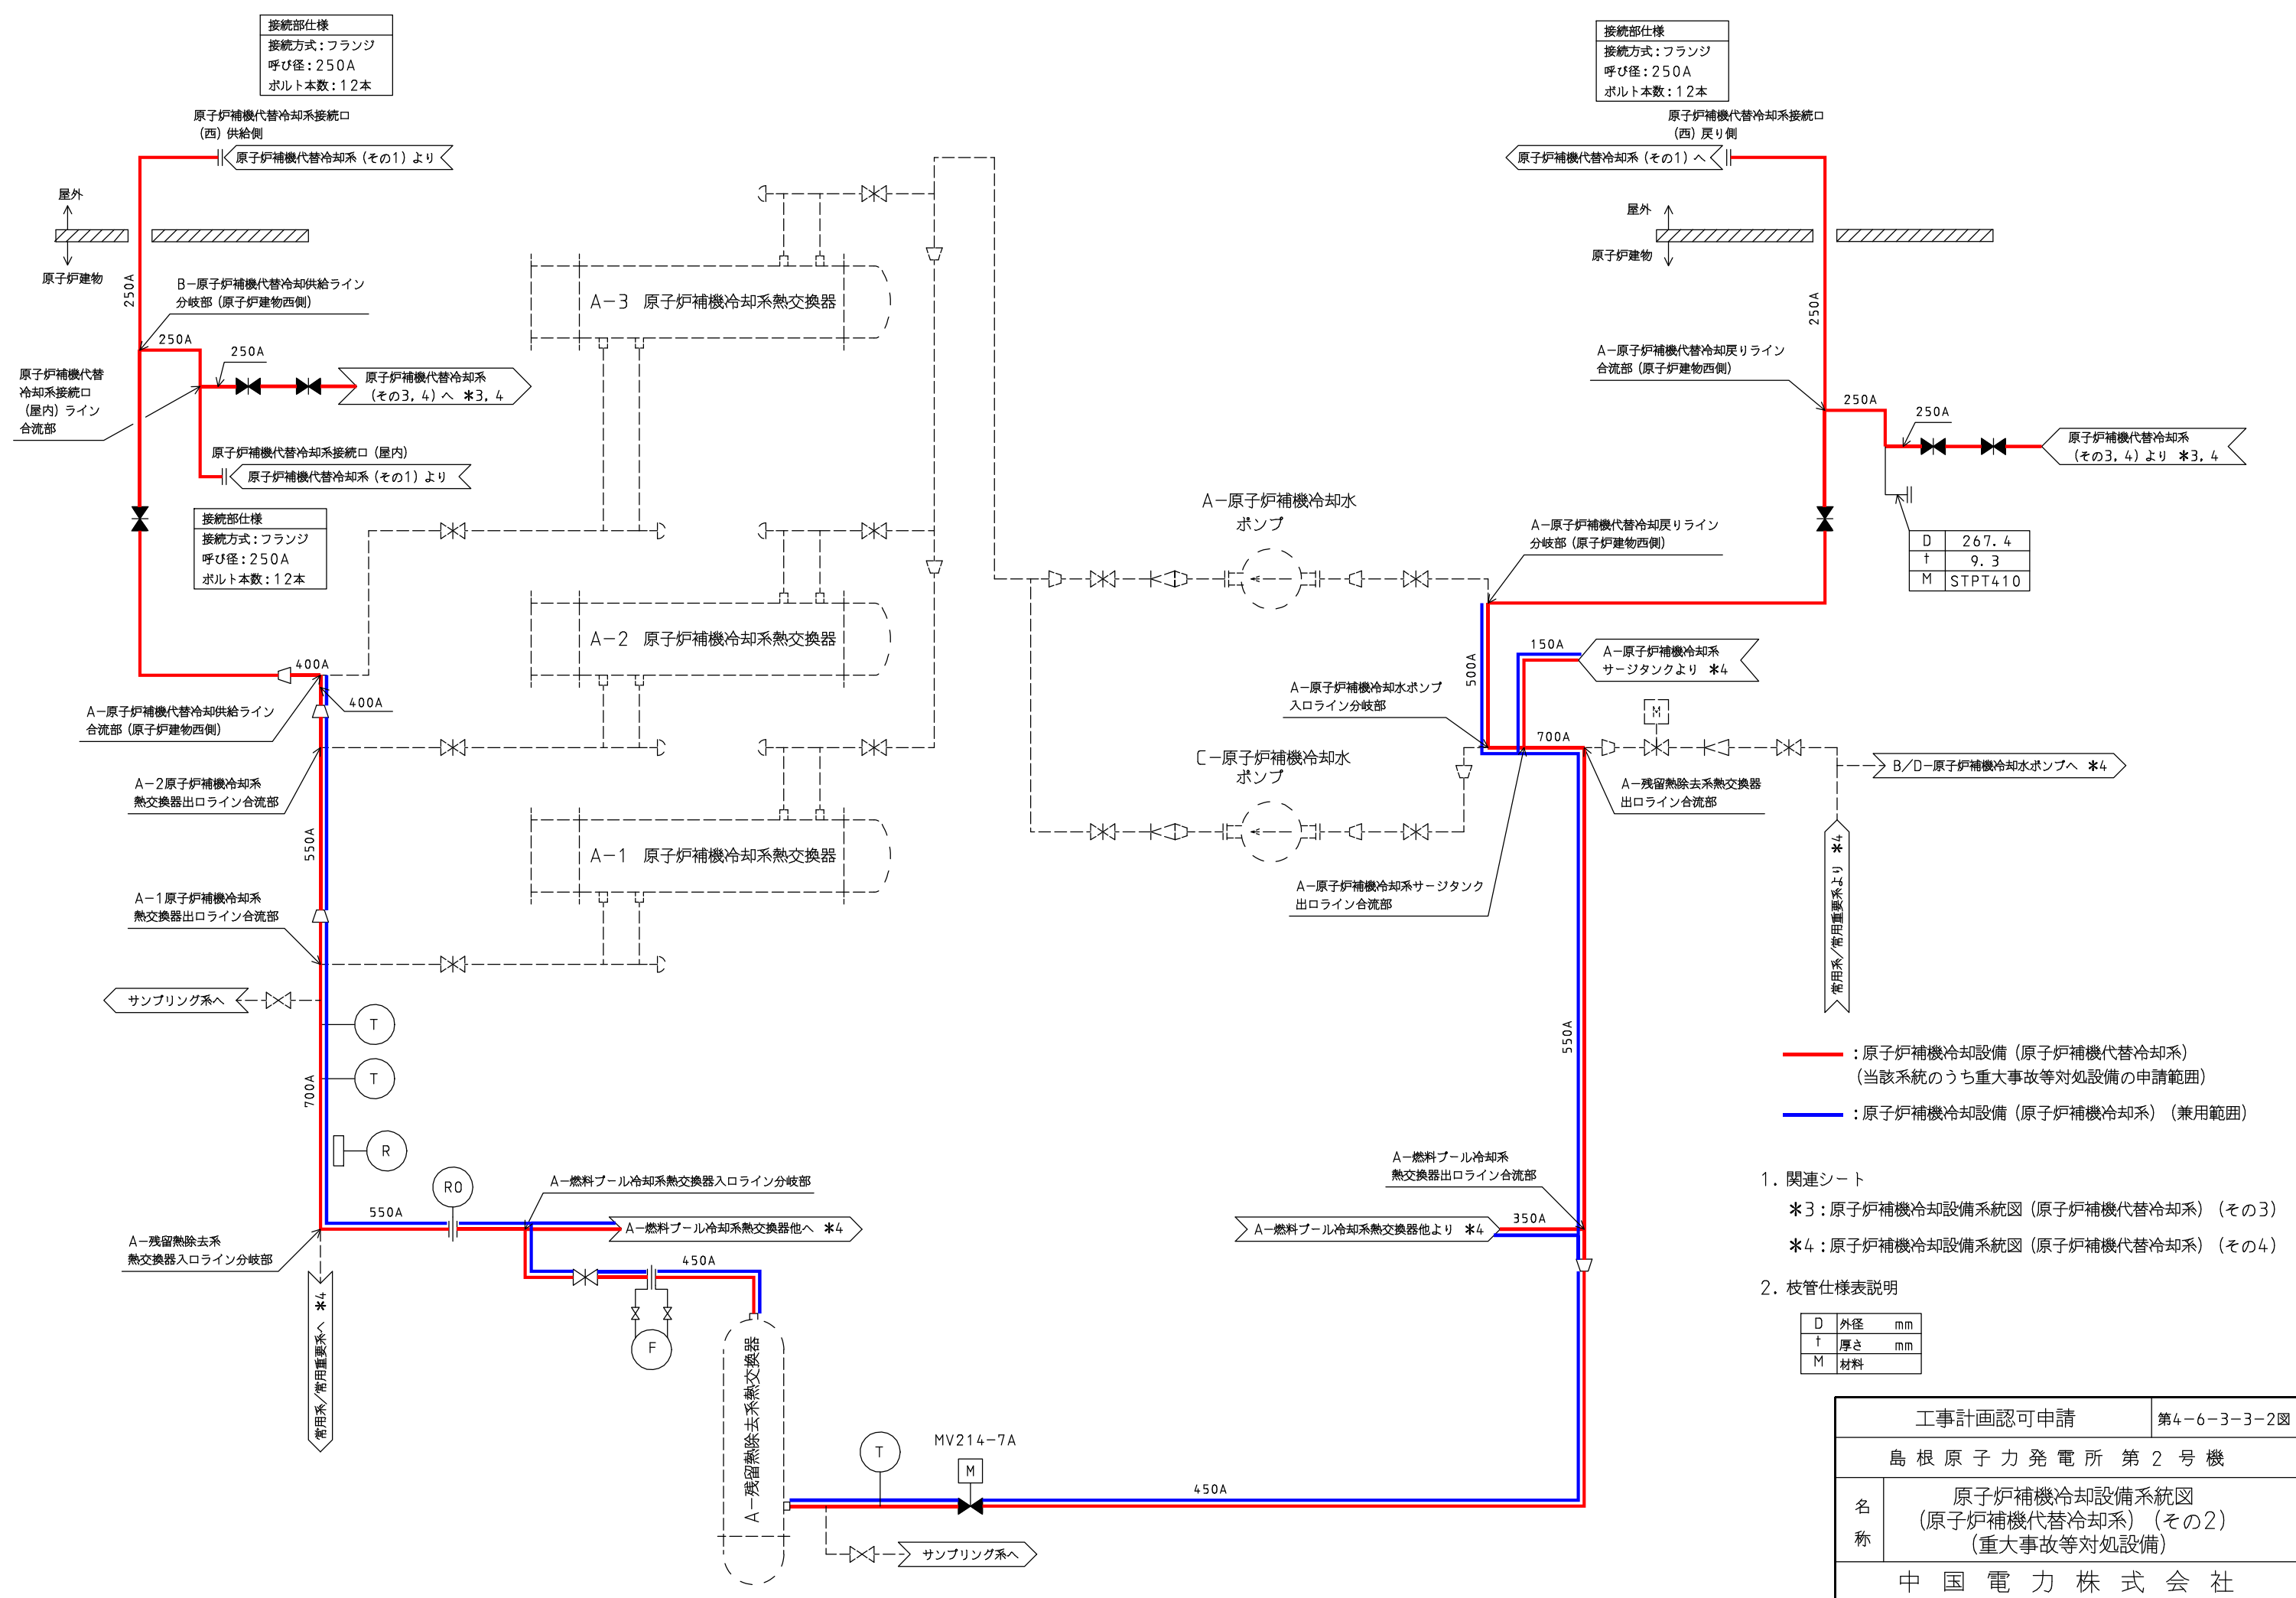 接続部仕様
接続方式：フランジ
呼び径：250A
ボルト本数：12本
原子炉補機代替冷却系接続口
（西）供給側
原子炉補機代替冷却系（その1）より
屋外
原子炉建物
250A
B－原子炉補機代替冷却供給ライン
分岐部（原子炉建物西側）
250A
250A
原子炉補機代替
冷却系接続口
（屋内）ライン
合流部
原子炉補機代替冷却系
（その3，4）へ ＊3，4
原子炉補機代替冷却系接続口（屋内）
原子炉補機代替冷却系（その1）より
接続部仕様
接続方式：フランジ
呼び径：250A
ボルト本数：12本
400A
400A
A－原子炉補機代替冷却供給ライン
合流部（原子炉建物西側）
A－2原子炉補機冷却系
熱交換器出口ライン合流部
550A
A－1原子炉補機冷却系
熱交換器出口ライン合流部
サンプリング系へ
T
T
700A
R
RO
550A
A－残留熱除去系
熱交換器入口ライン分岐部
常用系／常用重要系へ ＊4
A－燃料プール冷却系熱交換器入口ライン分岐部
A－燃料プール冷却系熱交換器他へ ＊4
450A
F
A－残留熱除去系熱交換器
A－3 原子炉補機冷却系熱交換器
A－2 原子炉補機冷却系熱交換器
A－1 原子炉補機冷却系熱交換器
T
MV214－7A
M
サンプリング系へ
450A
A－原子炉補機冷却水
ポンプ
C－原子炉補機冷却水
ポンプ
接続部仕様
接続方式：フランジ
呼び径：250A
ボルト本数：12本
原子炉補機代替冷却系接続口
（西）戻り側
原子炉補機代替冷却系（その1）へ
屋外
原子炉建物
250A
A－原子炉補機代替冷却戻りライン
合流部（原子炉建物西側）
250A
250A
原子炉補機代替冷却系
（その3，4）より ＊3，4
D 267．4
t 9．3
M STPT410
A－原子炉補機代替冷却戻りライン
分岐部（原子炉建物西側）
500A
150A
A－原子炉補機冷却系
サージタンクより ＊4
A－原子炉補機冷却水ポンプ
入口ライン分岐部
700A
M
A－残留熱除去系熱交換器
出口ライン合流部
B／D－原子炉補機冷却水ポンプへ ＊4
常用系／常用重要系より ＊4
A－原子炉補機冷却系サージタンク
出口ライン合流部
550A
A－燃料プール冷却系
熱交換器出口ライン合流部
A－燃料プール冷却系熱交換器他より ＊4
350A
：原子炉補機冷却設備（原子炉補機代替冷却系）
（当該系統のうち重大事故等対処設備の申請範囲）
：原子炉補機冷却設備（原子炉補機冷却系）（兼用範囲）
1．関連シート
＊3：原子炉補機冷却設備系統図（原子炉補機代替冷却系）（その3）
＊4：原子炉補機冷却設備系統図（原子炉補機代替冷却系）（その4）
2．枝管仕様表説明
D 外径 mm
t 厚さ mm
M 材料
工事計画認可申請 第4－6－3－3－2図
島根原子力発電所 第2号機
名称
原子炉補機冷却設備系統図
（原子炉補機代替冷却系）（その2）
（重大事故等対処設備）
中国電力株式会社